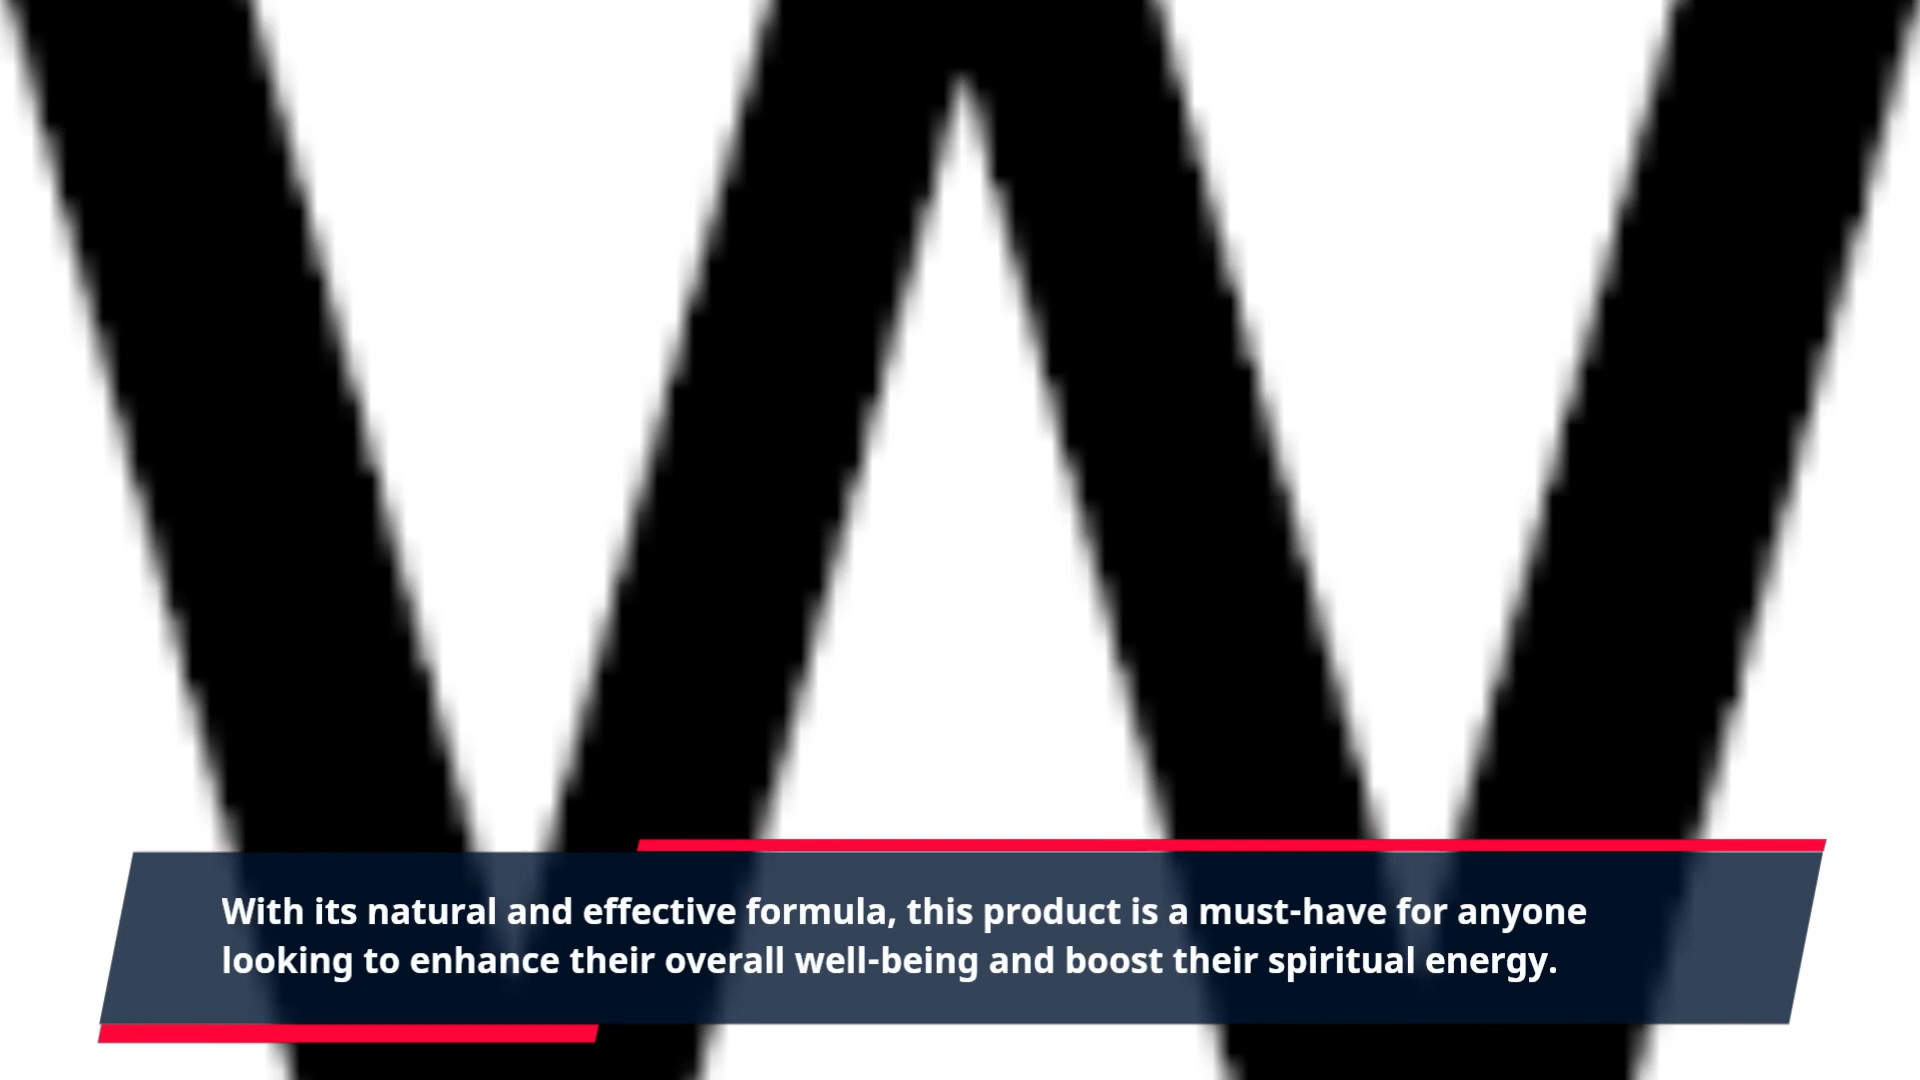 W
With its natural and effective formula, this product is a must-have for anyone
looking to enhance their overall well-being and boost their spiritual energy.